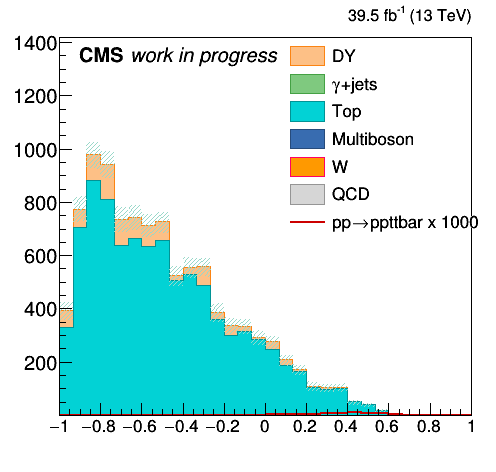 39.5 fb-1 (13 TeV)
CMS work in progress
DY
γ+jets
Top
Multiboson
W
QCD
pp→ppttbar x 1000
1400
1200
1000
800
600
400
200
−1 −0.8 −0.6 −0.4 −0.2 0 0.2 0.4 0.6 0.8 1